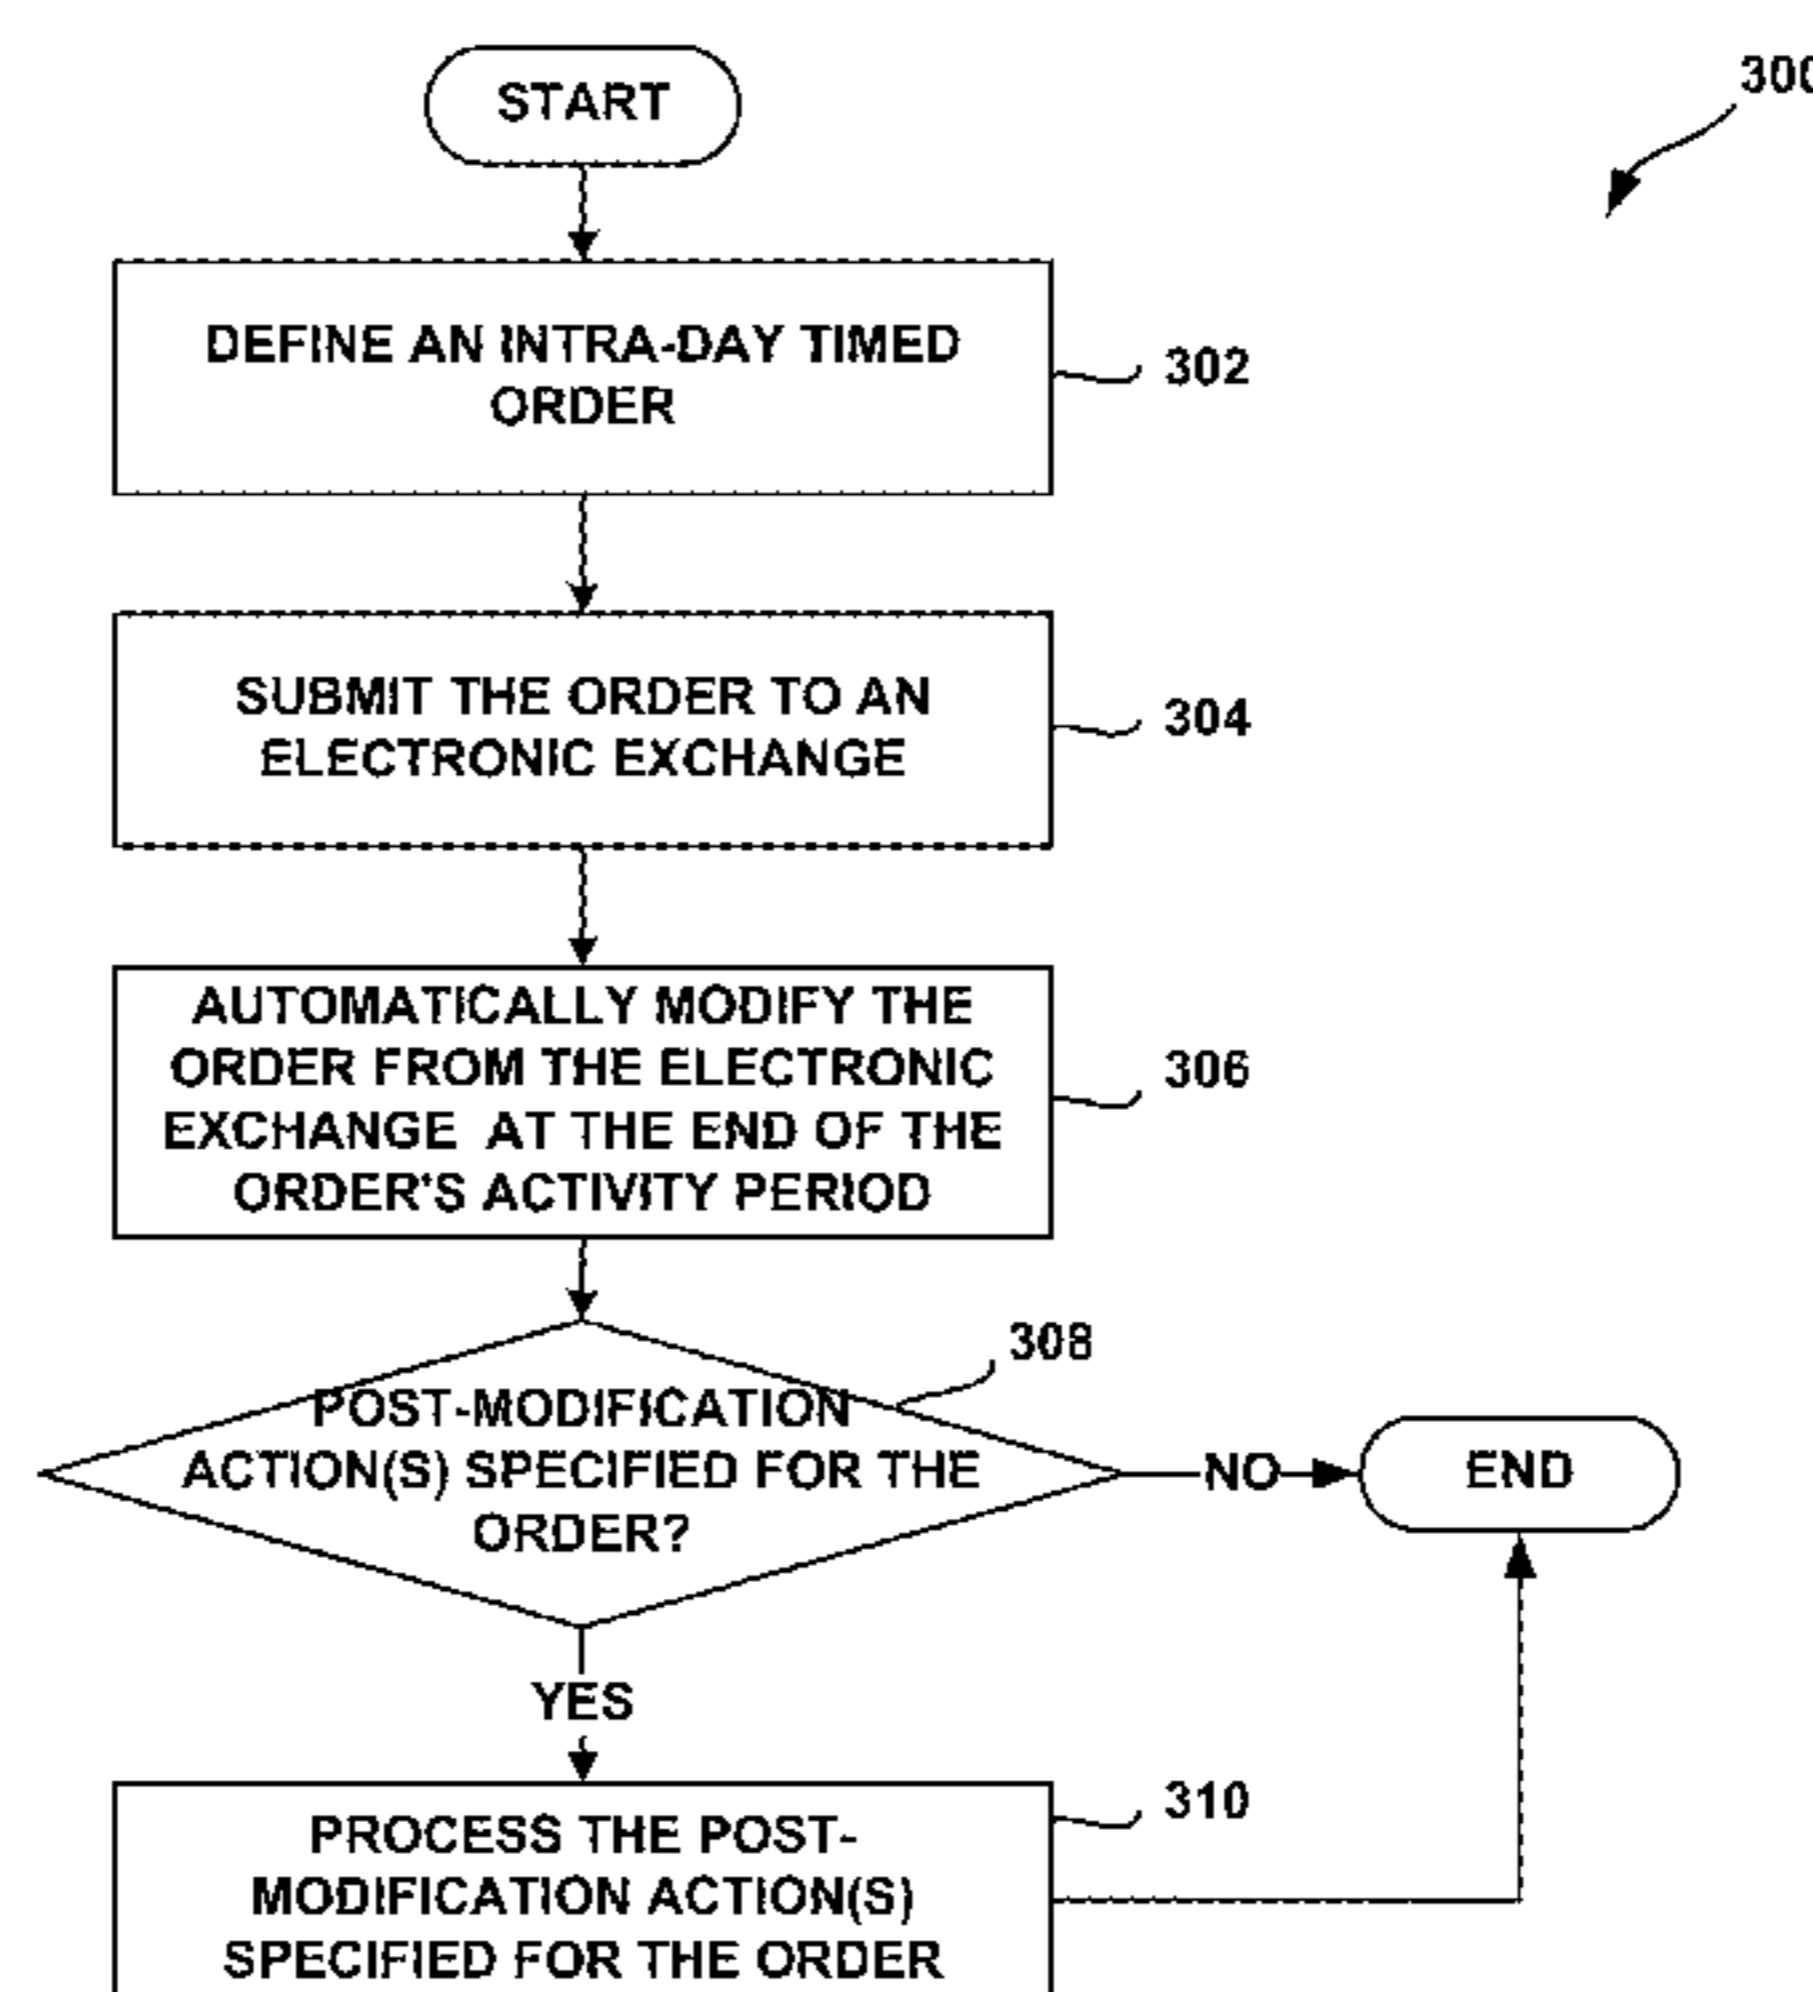 START
300
DEFINE AN INTRA-DAY TIMED
ORDER
302
SUBMIT THE ORDER TO AN
ELECTRONIC EXCHANGE
304
AUTOMATICALLY MODIFY THE
ORDER FROM THE ELECTRONIC
EXCHANGE AT THE END OF THE
ORDER'S ACTIVITY PERIOD
306
308
POST-MODIFICATION
ACTION(S) SPECIFIED FOR THE
ORDER?
NO
END
YES
310
PROCESS THE POST-
MODIFICATION ACTION(S)
SPECIFIED FOR THE ORDER